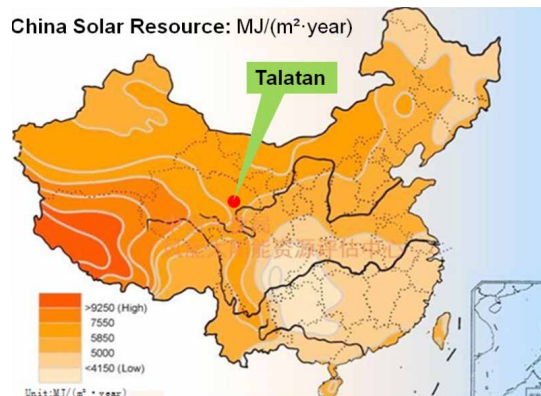 China Solar Resource: MJ/(m²·year)
Talatan
>9250 (High)
7550
5850
5000
<4150 (Low)
Unit:MJ/(m² * year)